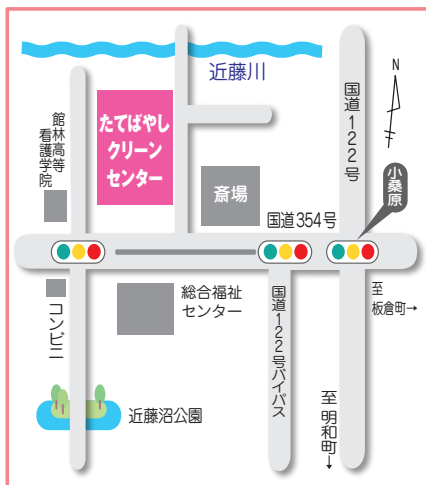 近藤川
N
国道122号
館林高等
看護学院
たてばやし
クリーン
センター
斎場
小桑原
国道354号
コンビニ
総合福祉
センター
国道122号バイパス
至
板倉町→
近藤沼公園
至 明和町→